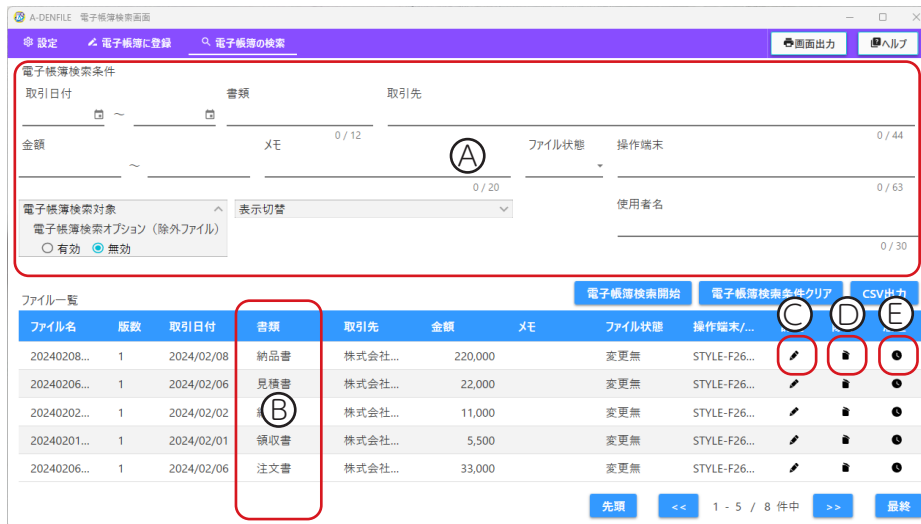 A-DENFILE 電子帳簿検索画面
設定 電子帳簿に登録 電子帳簿の検索 画面出力 ヘルプ
電子帳簿検索条件
取引日付 書類 取引先
～
0 / 12 0 / 44
金額 メモ A ファイル状態 操作端末
～
0 / 20 0 / 63
電子帳簿検索対象 表示切替 使用者名
電子帳簿検索オプション（除外ファイル）
有効 無効 0 / 30
ファイル一覧 電子帳簿検索開始 電子帳簿検索条件クリア CSV出力
ファイル名 版数 取引日付 書類 取引先 金額 メモ ファイル状態 操作端末/... C D E
20240208... 1 2024/02/08 納品書 株式会社... 220,000 変更無 STYLE-F26...
20240206... 1 2024/02/06 見積書 株式会社... 22,000 変更無 STYLE-F26...
20240202... 1 2024/02/02 B 株式会社... 11,000 変更無 STYLE-F26...
20240201... 1 2024/02/01 領収書 株式会社... 5,500 変更無 STYLE-F26...
20240206... 1 2024/02/06 注文書 株式会社... 33,000 変更無 STYLE-F26...
先頭 << 1 - 5 / 8 件中 >> 最終